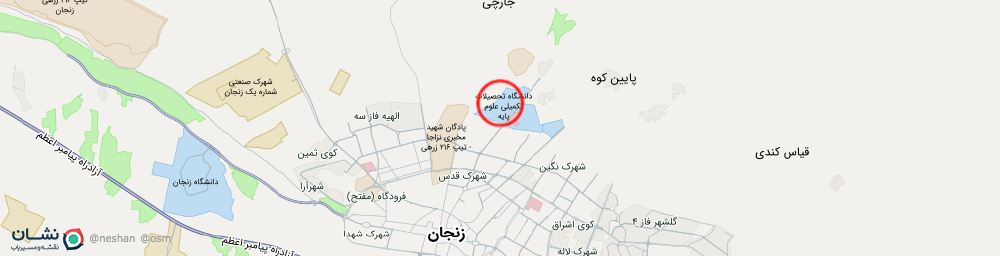 جارچی
تیپ ۲۱۶ زرهی
زنجان
پایین کوه
شهرک صنعتی
شماره یک زنجان
دانشگاه تحصیلات
تکمیلی علوم
پایه
الهیه فاز سه
پادگان شهید
مخبری نزاجا
- تیپ ۲۱۶ زرهی
قیاس کندی
کوی ثمین
شهرک نگین
آزادراه پیامبر اعظم
دانشگاه زنجان
شهرآرا
شهرک قدس
فرودگاه (مفتح)
گلشهر فاز ۴
کوی اشراق
زنجان
شهرک شهدا
آزادراه پیامبر اعظم
شهرک لاله
نشان
نقشه‌ومسیریاب
@neshan @osm